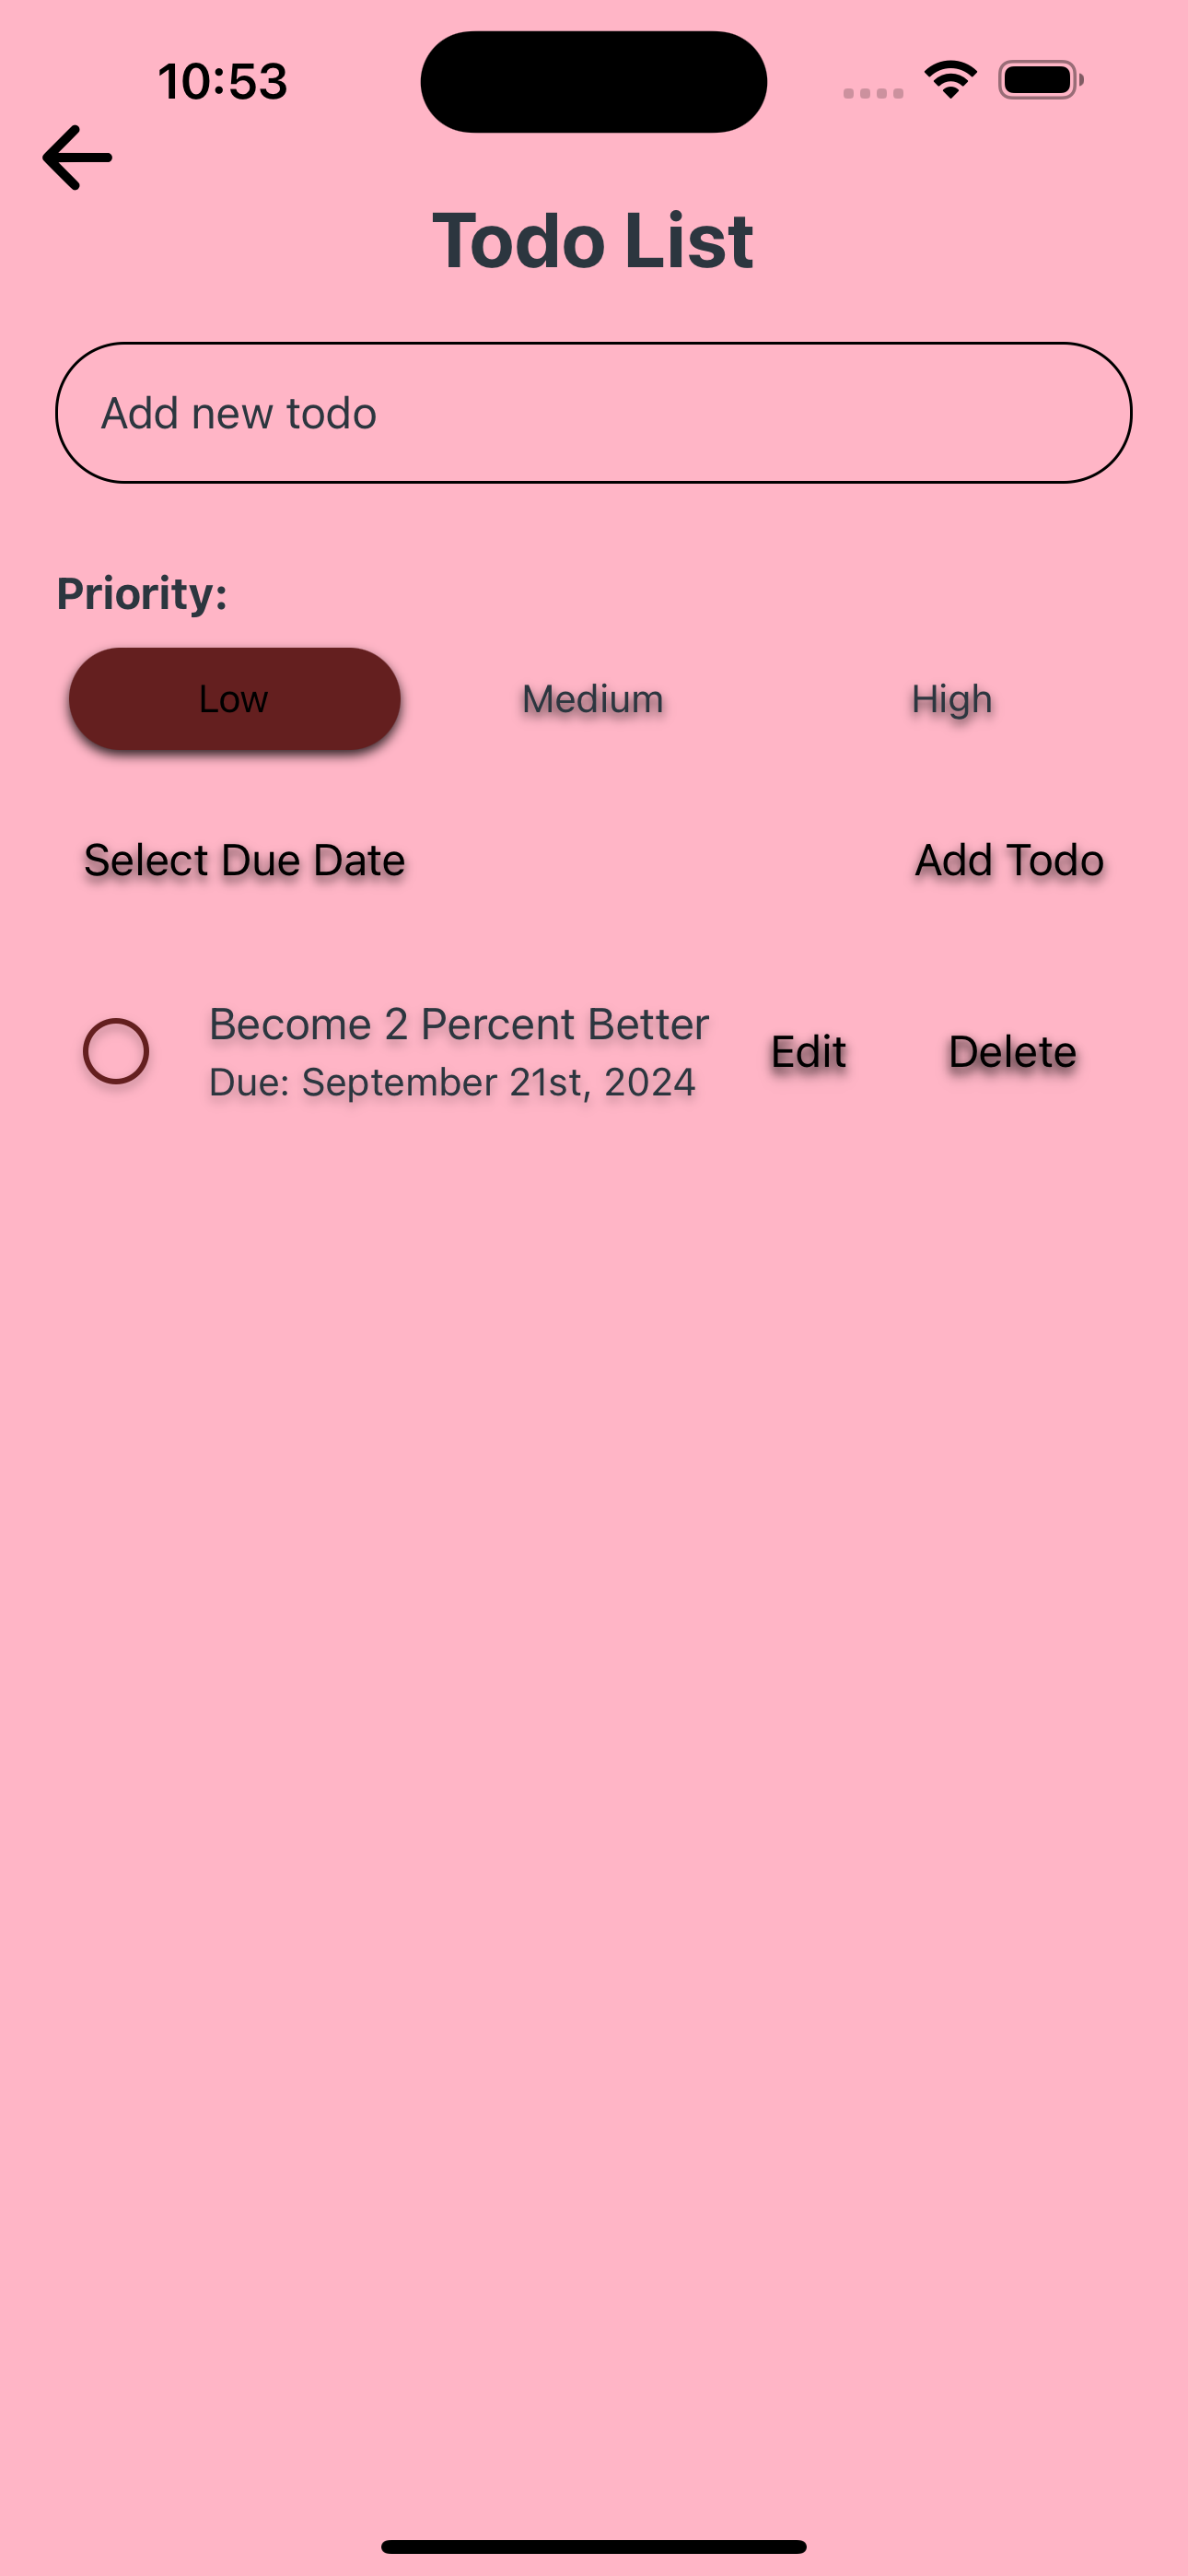 10:53
Todo List
Add new todo
Priority:
Low Medium High
Select Due Date Add Todo
Become 2 Percent Better
Due: September 21st, 2024
Edit Delete